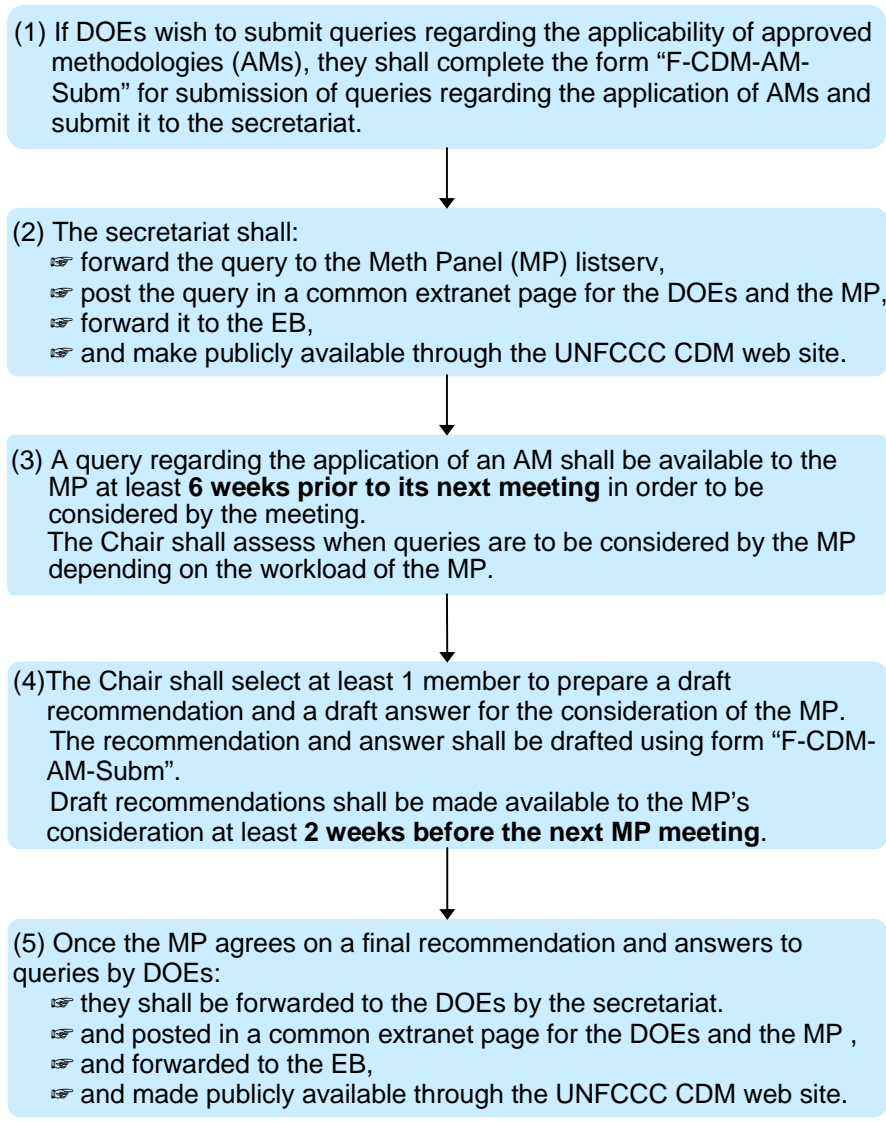 (1) If DOEs wish to submit queries regarding the applicability of approved
methodologies (AMs), they shall complete the form “F-CDM-AM-
Subm” for submission of queries regarding the application of AMs and
submit it to the secretariat.
(2) The secretariat shall:
☞ forward the query to the Meth Panel (MP) listserv,
☞ post the query in a common extranet page for the DOEs and the MP,
☞ forward it to the EB,
☞ and make publicly available through the UNFCCC CDM web site.
(3) A query regarding the application of an AM shall be available to the
MP at least 6 weeks prior to its next meeting in order to be
considered by the meeting.
The Chair shall assess when queries are to be considered by the MP
depending on the workload of the MP.
(4)The Chair shall select at least 1 member to prepare a draft
recommendation and a draft answer for the consideration of the MP.
The recommendation and answer shall be drafted using form “F-CDM-
AM-Subm”.
Draft recommendations shall be made available to the MP’s
consideration at least 2 weeks before the next MP meeting.
(5) Once the MP agrees on a final recommendation and answers to
queries by DOEs:
☞ they shall be forwarded to the DOEs by the secretariat.
☞ and posted in a common extranet page for the DOEs and the MP ,
☞ and forwarded to the EB,
☞ and made publicly available through the UNFCCC CDM web site.